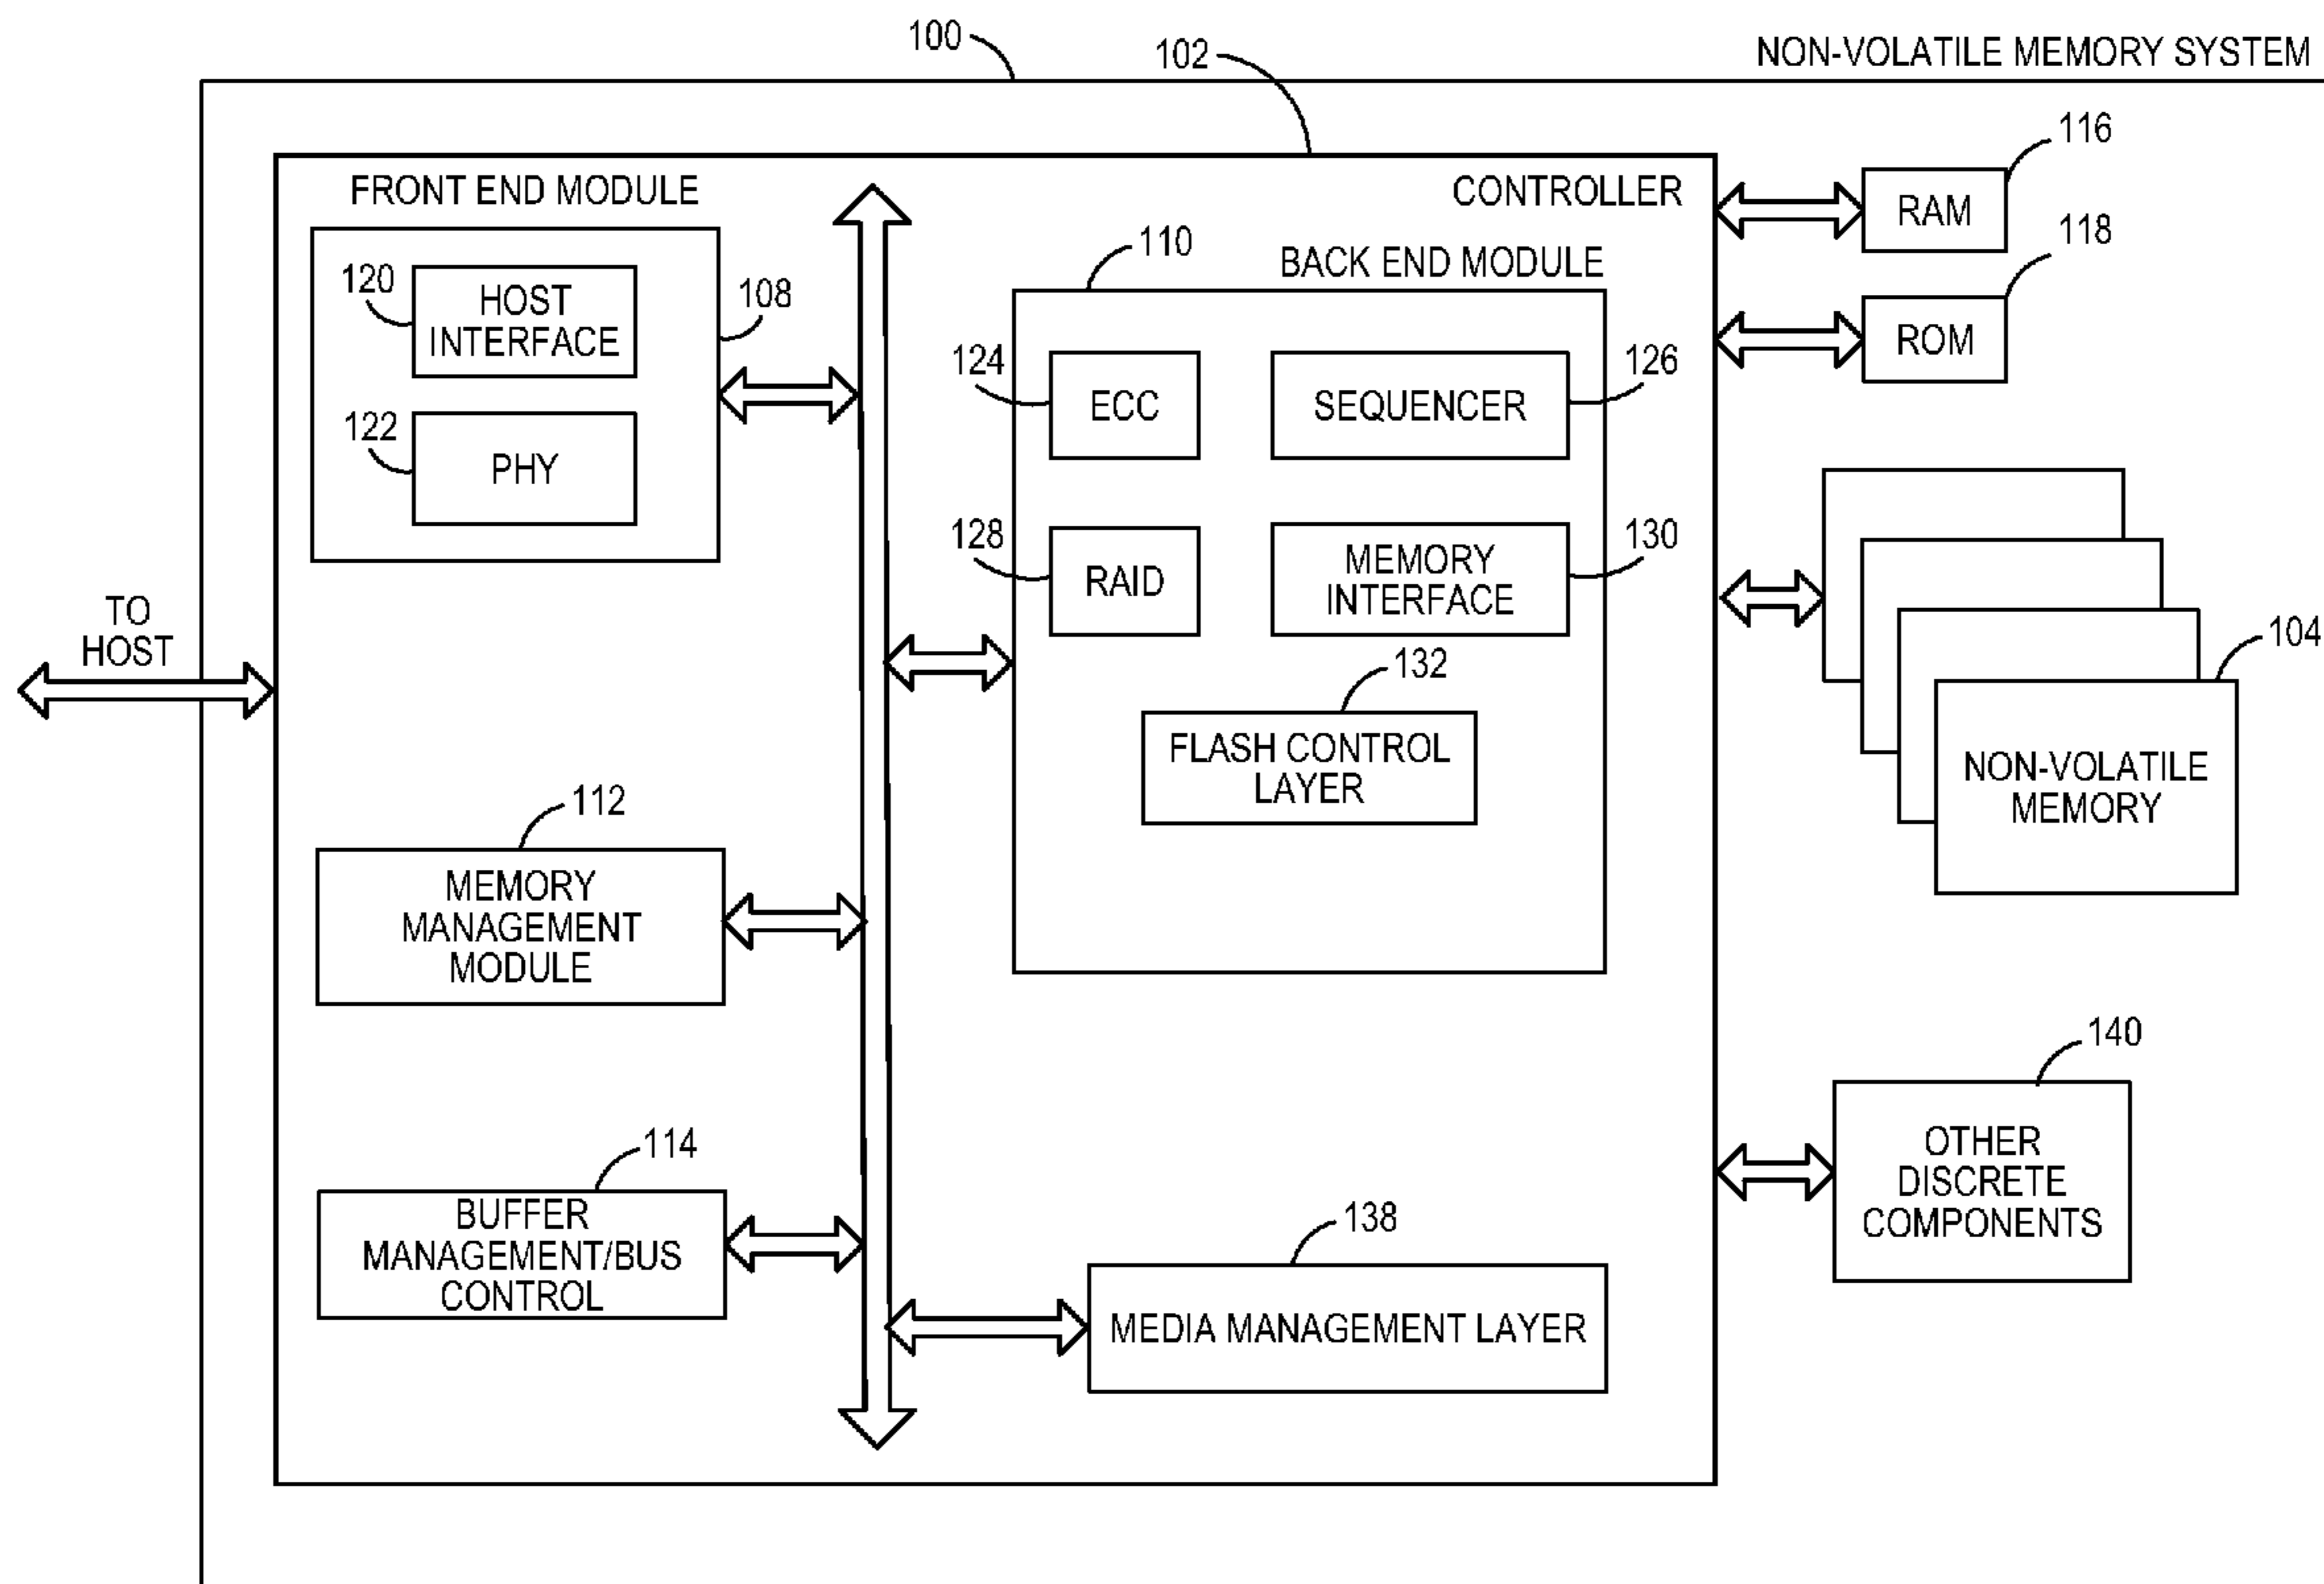 100
102
NON-VOLATILE MEMORY SYSTEM
116
FRONT END MODULE
CONTROLLER
RAM
110
118
BACK END MODULE
120
HOST
INTERFACE
108
ROM
124
ECC
SEQUENCER
126
122
PHY
128
RAID
MEMORY
INTERFACE
130
TO
HOST
132
104
FLASH CONTROL
LAYER
NON-VOLATILE
MEMORY
112
MEMORY
MANAGEMENT
MODULE
140
OTHER
DISCRETE
COMPONENTS
114
BUFFER
MANAGEMENT/BUS
CONTROL
138
MEDIA MANAGEMENT LAYER